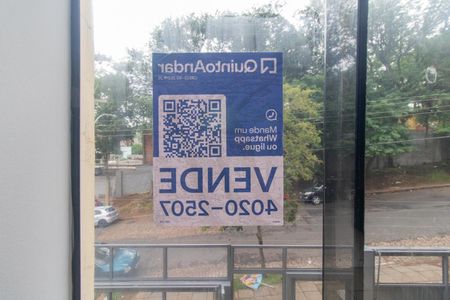 QuintoAndar
Mande um
Whatsapp
ou ligue.
VENDE
4020-2507